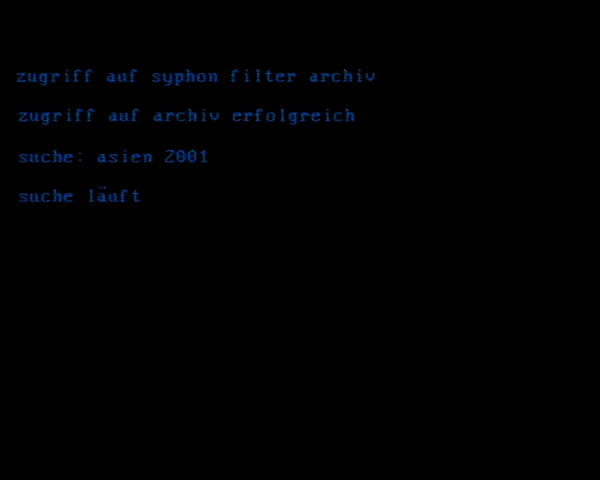 zugriff auf syphon filter archiv
zugriff auf archiv erfolgreich
suche: asien 2001
suche läuft